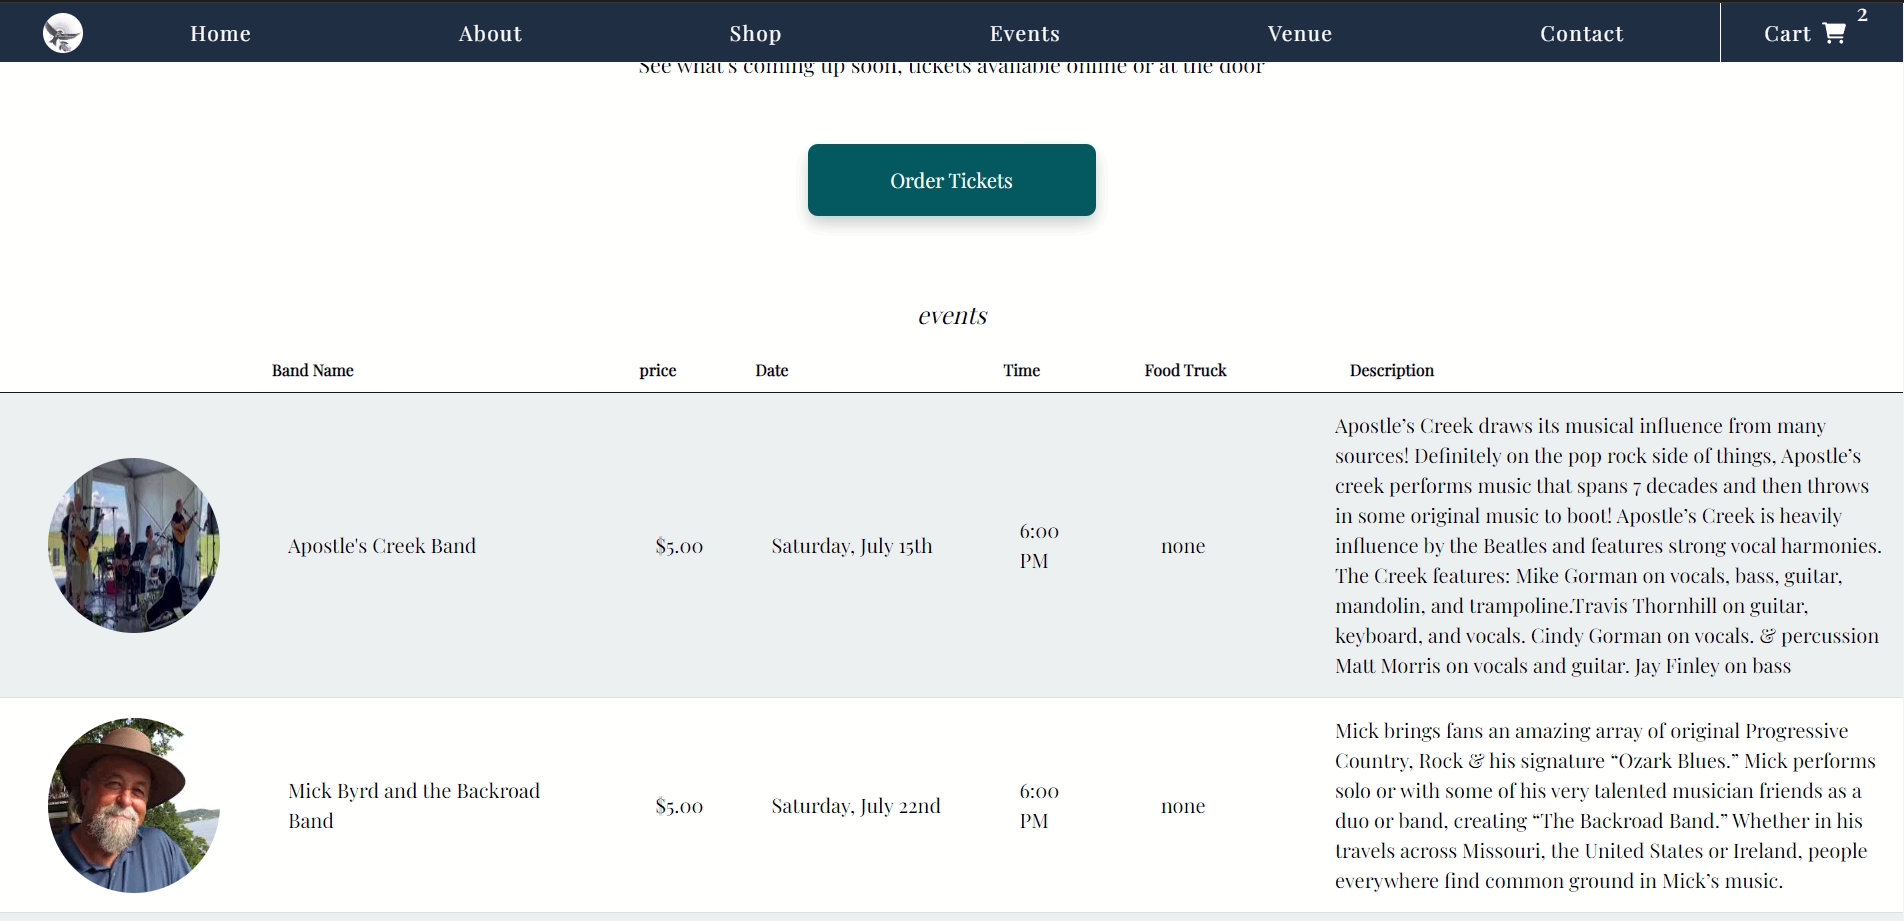 Home About Shop Events Venue Contact Cart 2
See what's coming up soon, tickets available online or at the door
Order Tickets
events
Band Name price Date Time Food Truck Description
Apostle's Creek Band
$5.00
Saturday, July 15th
6:00
PM
none
Apostle’s Creek draws its musical influence from many
sources! Definitely on the pop rock side of things, Apostle’s
creek performs music that spans 7 decades and then throws
in some original music to boot! Apostle’s Creek is heavily
influence by the Beatles and features strong vocal harmonies.
The Creek features: Mike Gorman on vocals, bass, guitar,
mandolin, and trampoline.Travis Thornhill on guitar,
keyboard, and vocals. Cindy Gorman on vocals. & percussion
Matt Morris on vocals and guitar. Jay Finley on bass
Mick Byrd and the Backroad
Band
$5.00
Saturday, July 22nd
6:00
PM
none
Mick brings fans an amazing array of original Progressive
Country, Rock & his signature “Ozark Blues.” Mick performs
solo or with some of his very talented musician friends as a
duo or band, creating “The Backroad Band.” Whether in his
travels across Missouri, the United States or Ireland, people
everywhere find common ground in Mick’s music.